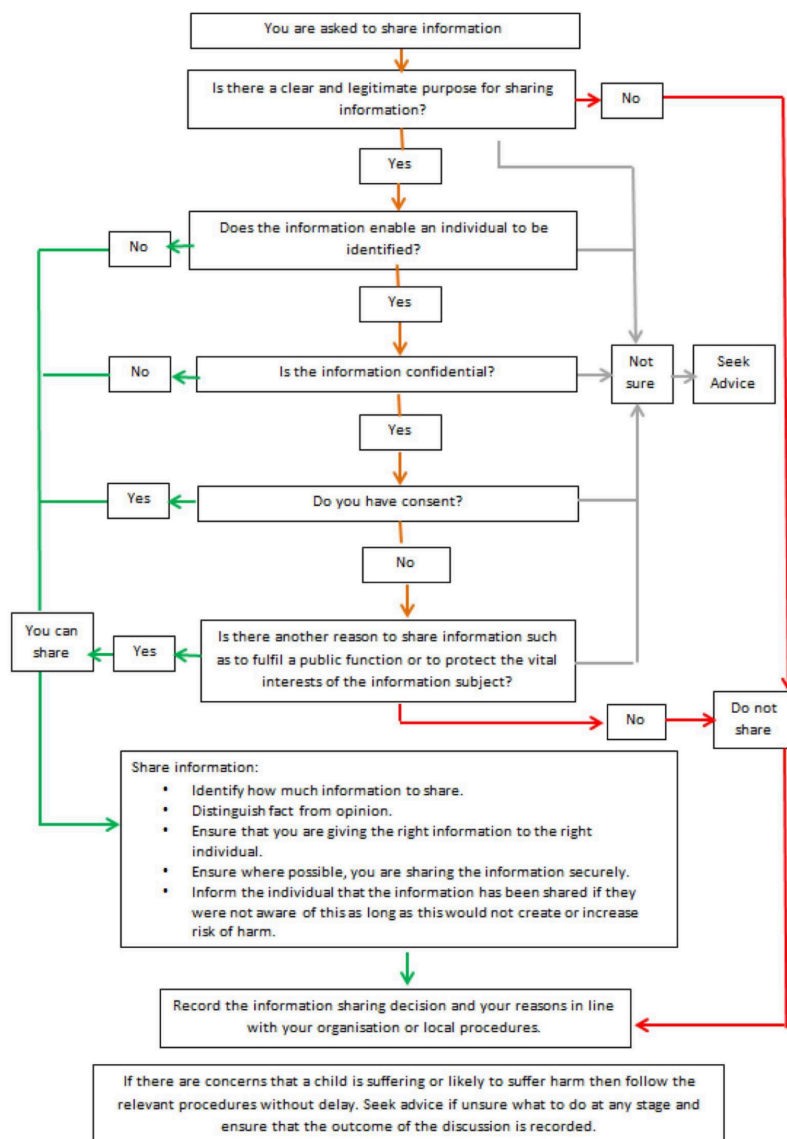 You are asked to share information
Is there a clear and legitimate purpose for sharing
information?
No
Yes
Does the information enable an individual to be
identified?
No
Yes
Is the information confidential?
No
Not
sure
Seek
Advice
Yes
Do you have consent?
Yes
No
You can
share
Yes
Is there another reason to share information such
as to fulfil a public function or to protect the vital
interests of the information subject?
No
Do not
share
Share information:
• Identify how much information to share.
• Distinguish fact from opinion.
• Ensure that you are giving the right information to the right
individual.
• Ensure where possible, you are sharing the information securely.
• Inform the individual that the information has been shared if they
were not aware of this as long as this would not create or increase
risk of harm.
Record the information sharing decision and your reasons in line
with your organisation or local procedures.
If there are concerns that a child is suffering or likely to suffer harm then follow the
relevant procedures without delay. Seek advice if unsure what to do at any stage and
ensure that the outcome of the discussion is recorded.